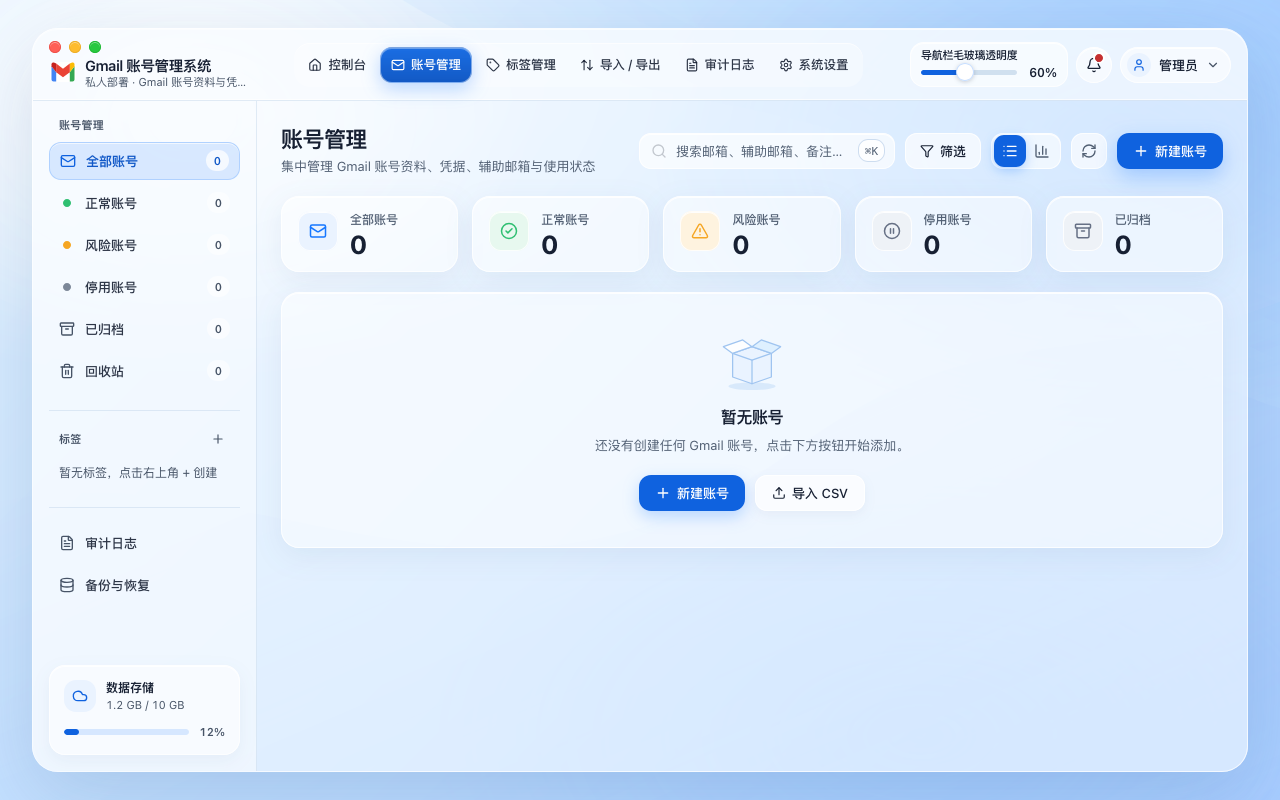 Gmail 账号管理系统
私人部署 · Gmail 账号资料与凭...
控制台
账号管理
标签管理
导入 / 导出
审计日志
系统设置
导航栏毛玻璃透明度
60%
管理员
账号管理
全部账号 0
正常账号 0
风险账号 0
停用账号 0
已归档 0
回收站 0
标签
暂无标签，点击右上角 + 创建
审计日志
备份与恢复
数据存储
1.2 GB / 10 GB
12%
账号管理
集中管理 Gmail 账号资料、凭据、辅助邮箱与使用状态
搜索邮箱、辅助邮箱、备注...
⌘K
筛选
新建账号
全部账号
0
正常账号
0
风险账号
0
停用账号
0
已归档
0
暂无账号
还没有创建任何 Gmail 账号，点击下方按钮开始添加。
新建账号
导入 CSV